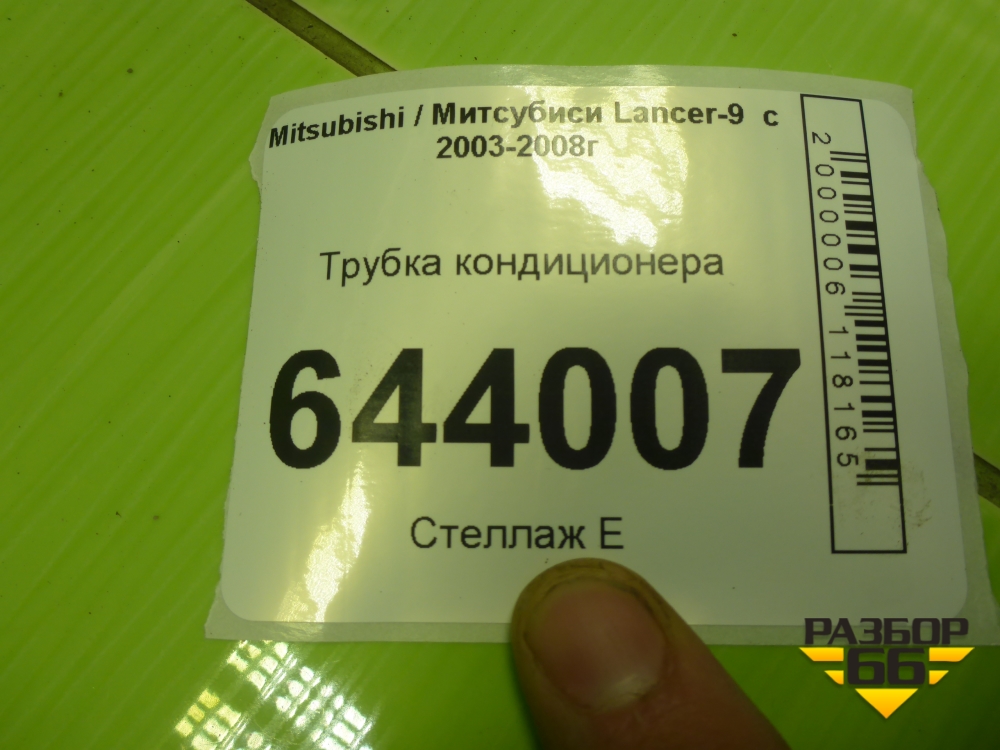 Mitsubishi / Митсубиси Lancer-9 с
2003-2008г
Трубка кондиционера
644007
Стеллаж Е
2000006118165
РАЗБОР
66